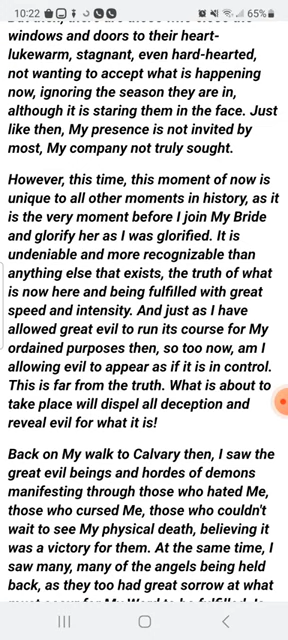 10:22
65%
windows and doors to their heart-
lukewarm, stagnant, even hard-hearted,
not wanting to accept what is happening
now, ignoring the season they are in,
although it is staring them in the face. Just
like then, My presence is not invited by
most, My company not truly sought.
However, this time, this moment of now is
unique to all other moments in history, as it
is the very moment before I join My Bride
and glorify her as I was glorified. It is
undeniable and more recognizable than
anything else that exists, the truth of what
is now here and being fulfilled with great
speed and intensity. And just as I have
allowed great evil to run its course for My
ordained purposes then, so too now, am I
allowing evil to appear as if it is in control.
This is far from the truth. What is about to
take place will dispel all deception and
reveal evil for what it is!
Back on My walk to Calvary then, I saw the
great evil beings and hordes of demons
manifesting through those who hated Me,
those who cursed Me, those who couldn't
wait to see My physical death, believing it
was a victory for them. At the same time, I
saw many, many of the angels being held
back, as they too had great sorrow at what